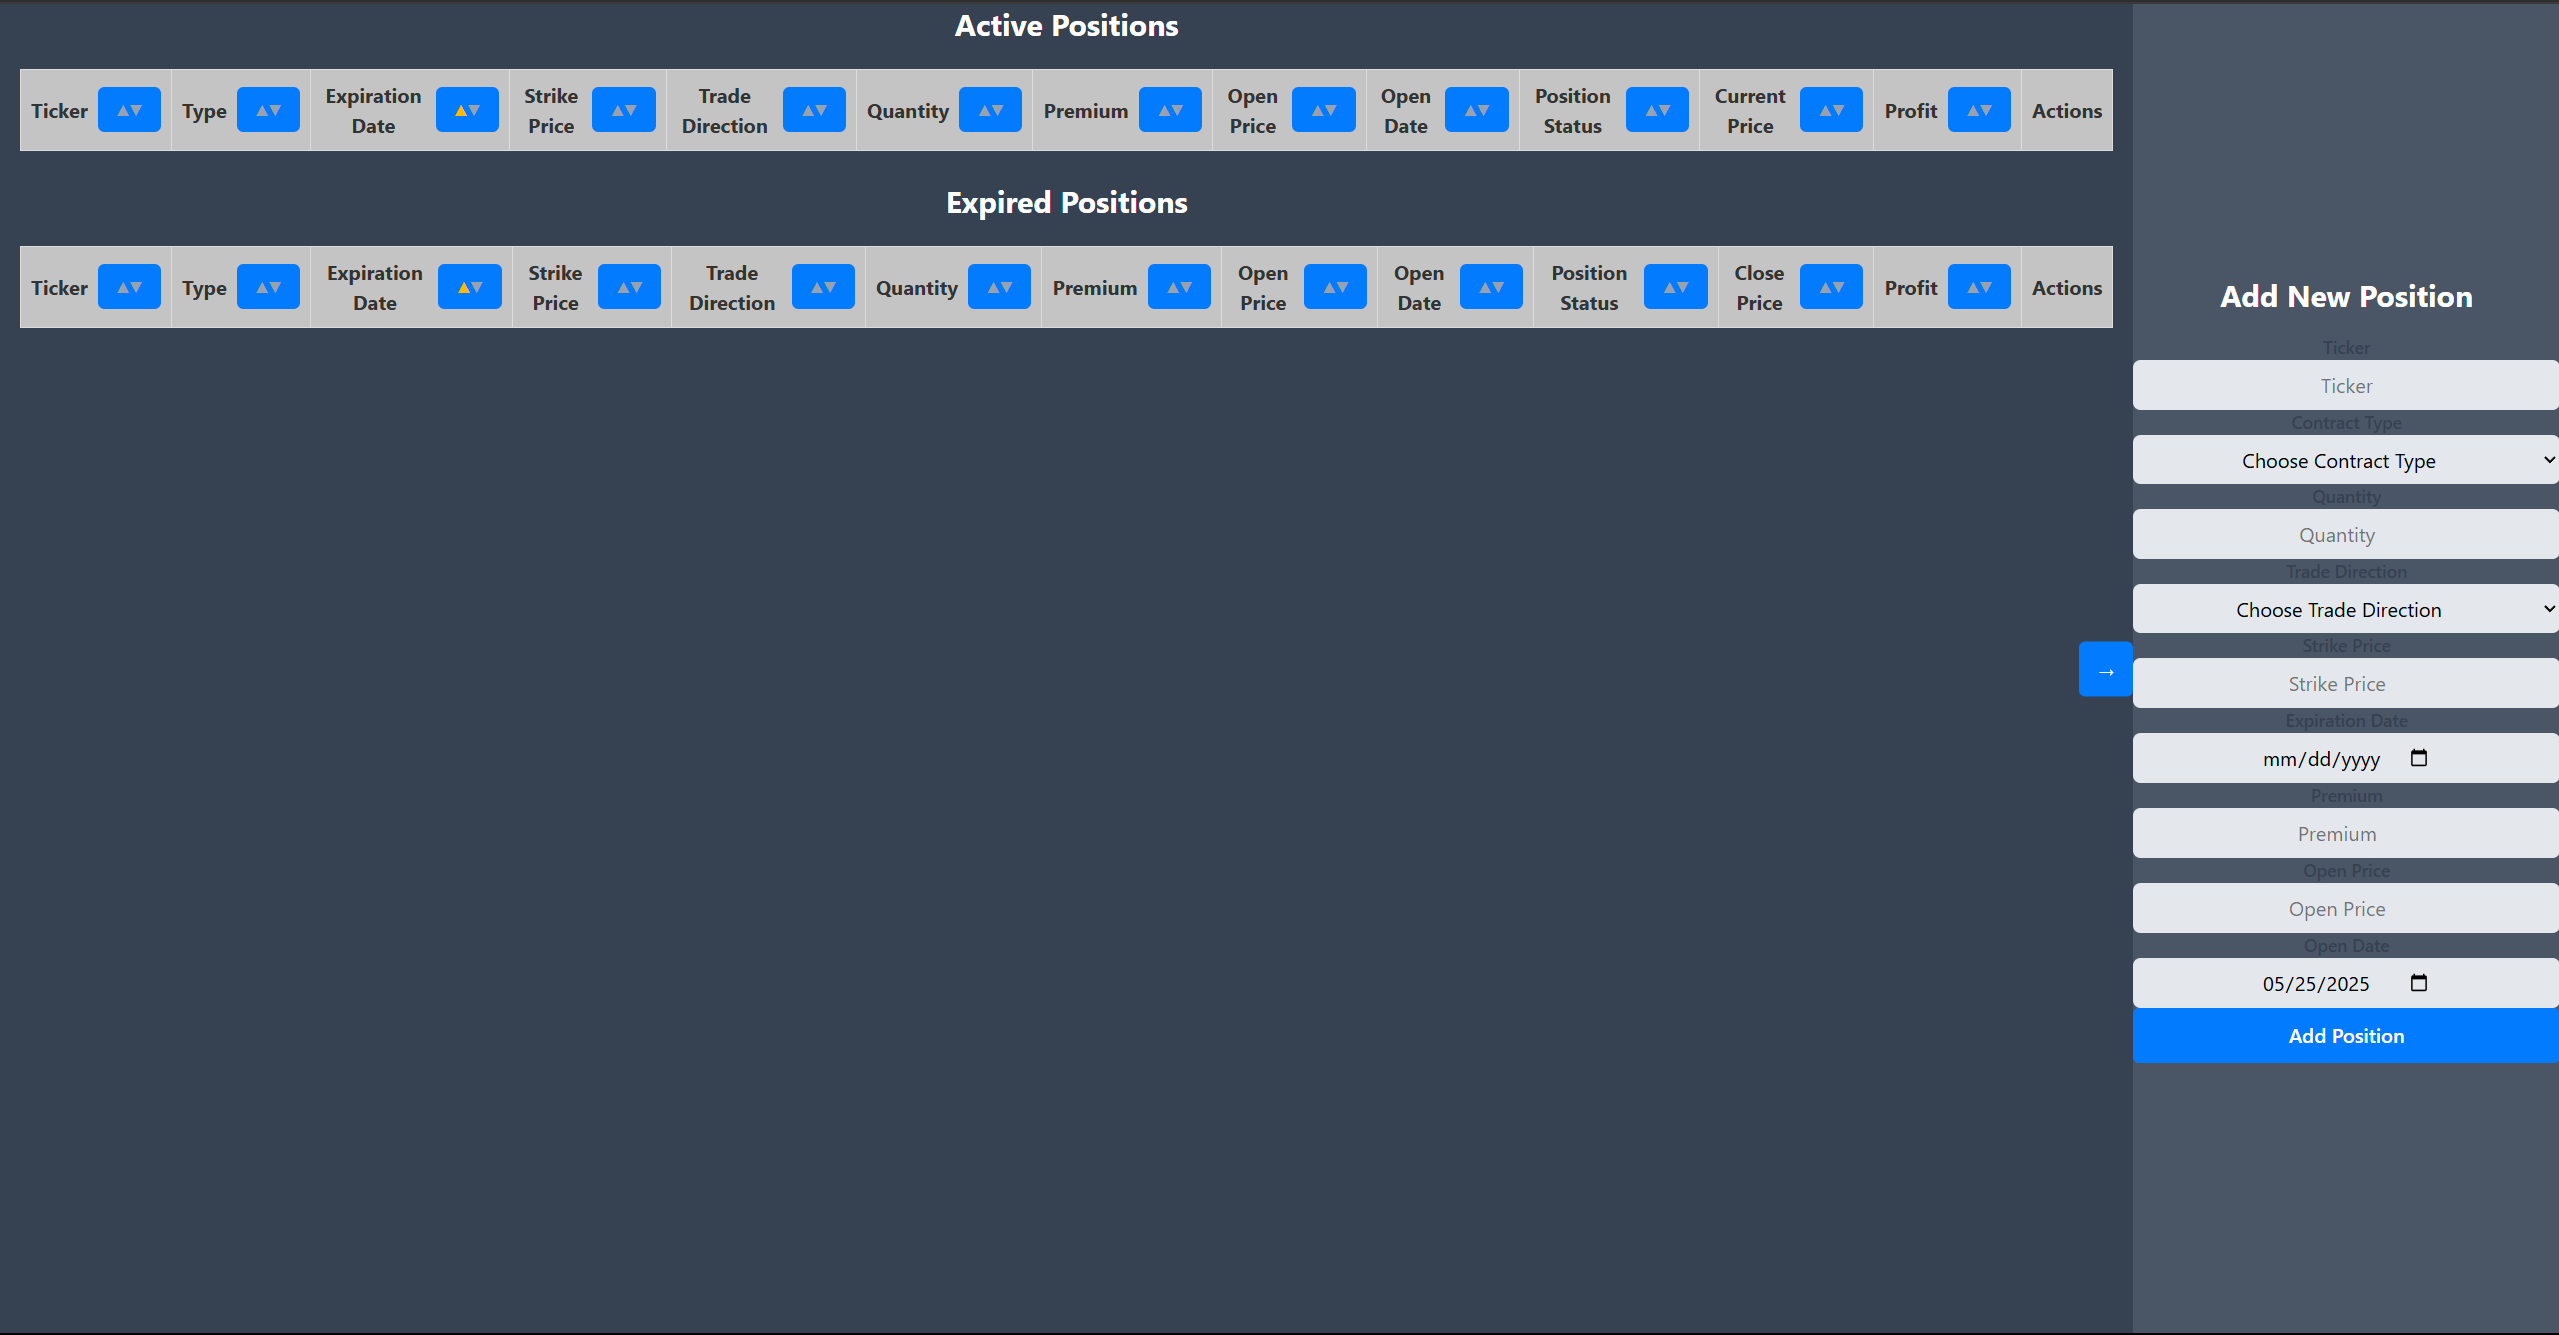 Active Positions
Ticker ▲▼ Type ▲▼ Expiration Date ▲▼ Strike Price ▲▼ Trade Direction ▲▼ Quantity ▲▼ Premium ▲▼ Open Price ▲▼ Open Date ▲▼ Position Status ▲▼ Current Price ▲▼ Profit ▲▼ Actions
Expired Positions
Ticker ▲▼ Type ▲▼ Expiration Date ▲▼ Strike Price ▲▼ Trade Direction ▲▼ Quantity ▲▼ Premium ▲▼ Open Price ▲▼ Open Date ▲▼ Position Status ▲▼ Close Price ▲▼ Profit ▲▼ Actions
→
Add New Position
Ticker
Ticker
Contract Type
Choose Contract Type
Quantity
Quantity
Trade Direction
Choose Trade Direction
Strike Price
Strike Price
Expiration Date
mm/dd/yyyy
Premium
Premium
Open Price
Open Price
Open Date
05/25/2025
Add Position